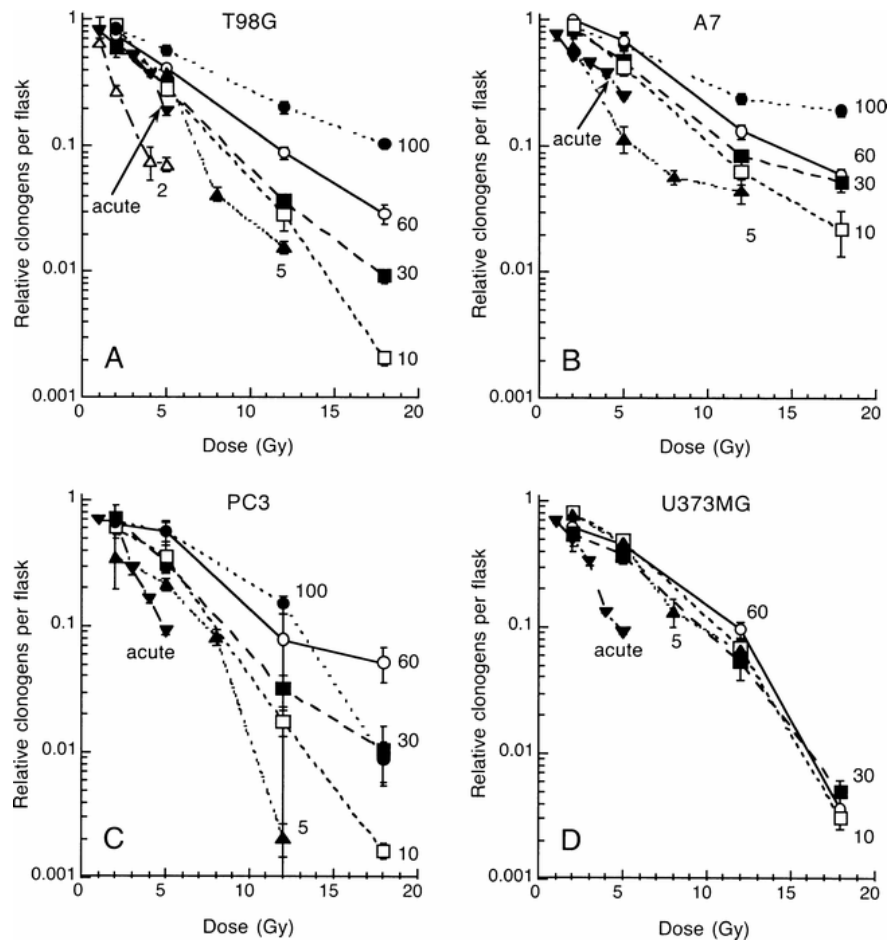 T98G
Relative clonogens per flask
1
0.1
0.01
0.001
100
60
30
10
5
2
acute
A
0 5 10 15 20
Dose (Gy)
A7
Relative clonogens per flask
1
0.1
0.01
0.001
acute
100
60
30
10
5
B
0 5 10 15 20
Dose (Gy)
PC3
Relative clonogens per flask
1
0.1
0.01
0.001
100
60
acute
30
5
10
C
0 5 10 15 20
Dose (Gy)
U373MG
Relative clonogens per flask
1
0.1
0.01
0.001
60
5
acute
30
10
D
0 5 10 15 20
Dose (Gy)